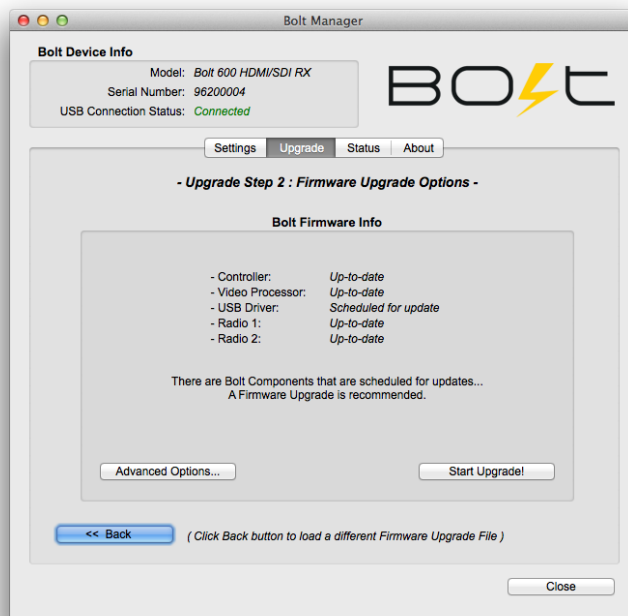 Bolt Manager
Bolt Device Info
Model: Bolt 600 HDMI/SDI RX
Serial Number: 96200004
USB Connection Status: Connected
BOLT
Settings Upgrade Status About
- Upgrade Step 2 : Firmware Upgrade Options -
Bolt Firmware Info
- Controller: Up-to-date
- Video Processor: Up-to-date
- USB Driver: Scheduled for update
- Radio 1: Up-to-date
- Radio 2: Up-to-date
There are Bolt Components that are scheduled for updates...
A Firmware Upgrade is recommended.
Advanced Options... Start Upgrade!
<< Back ( Click Back button to load a different Firmware Upgrade File )
Close